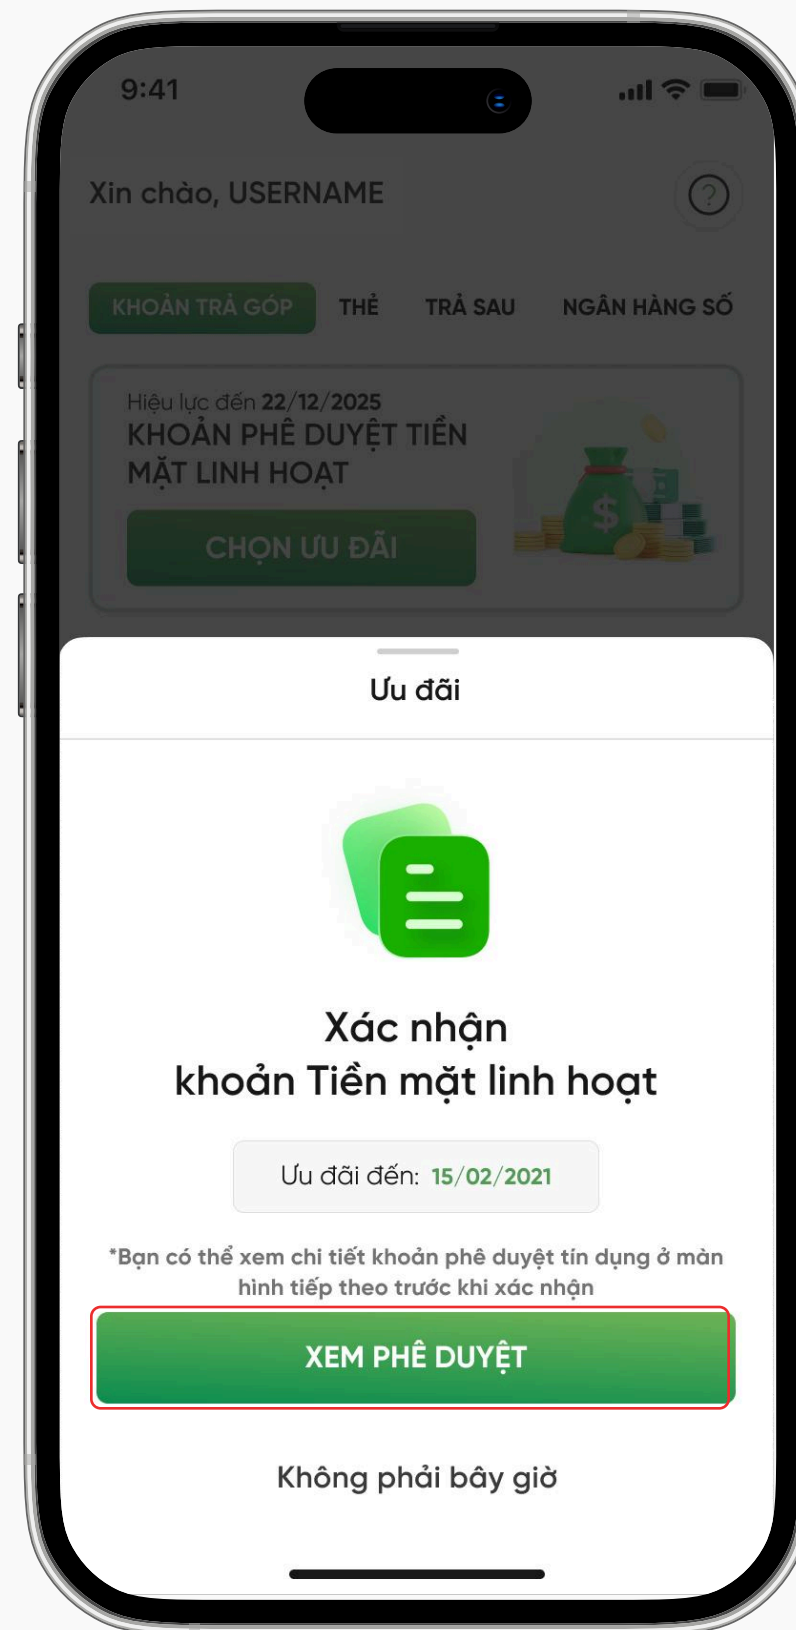 9:41
Xin chào, USERNAME
?
KHOẢN TRẢ GÓP THẺ TRẢ SAU NGÂN HÀNG SỐ
Hiệu lực đến 22/12/2025
KHOẢN PHÊ DUYỆT TIỀN
MẶT LINH HOẠT
$
CHỌN ƯU ĐÃI
Ưu đãi
Xác nhận
khoản Tiền mặt linh hoạt
Ưu đãi đến: 15/02/2021
*Bạn có thể xem chi tiết khoản phê duyệt tín dụng ở màn
hình tiếp theo trước khi xác nhận
XEM PHÊ DUYỆT
Không phải bây giờ